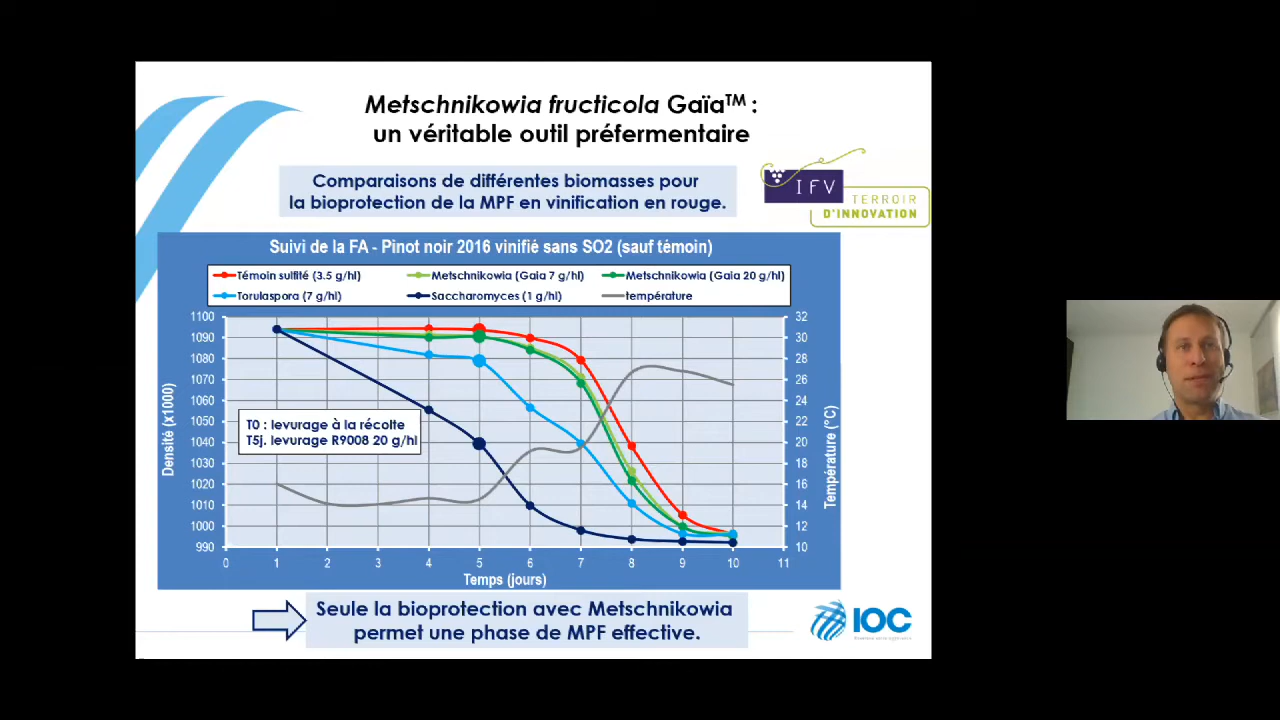 Metschnikowia fructicola Gaïa™ :
un véritable outil préfermentaire
Comparaisons de différentes biomasses pour
la bioprotection de la MPF en vinification en rouge.
IFV
TERROIR
D'INNOVATION
Suivi de la FA - Pinot noir 2016 vinifié sans SO2 (sauf témoin)
Témoin sulfité (3.5 g/hl)
Metschnikowia (Gaia 7 g/hl)
Metschnikowia (Gaia 20 g/hl)
Torulaspora (7 g/hl)
Saccharomyces (1 g/hl)
température
Densité (x1000)
1100
1090
1080
1070
1060
1050
1040
1030
1020
1010
1000
990
T0 : levurage à la récolte
T5j. levurage R9008 20 g/hl
32
30
28
26
24
22
20
18
16
14
12
10
Température (°C)
0 1 2 3 4 5 6 7 8 9 10 11
Temps (jours)
Seule la bioprotection avec Metschnikowia
permet une phase de MPF effective.
IOC